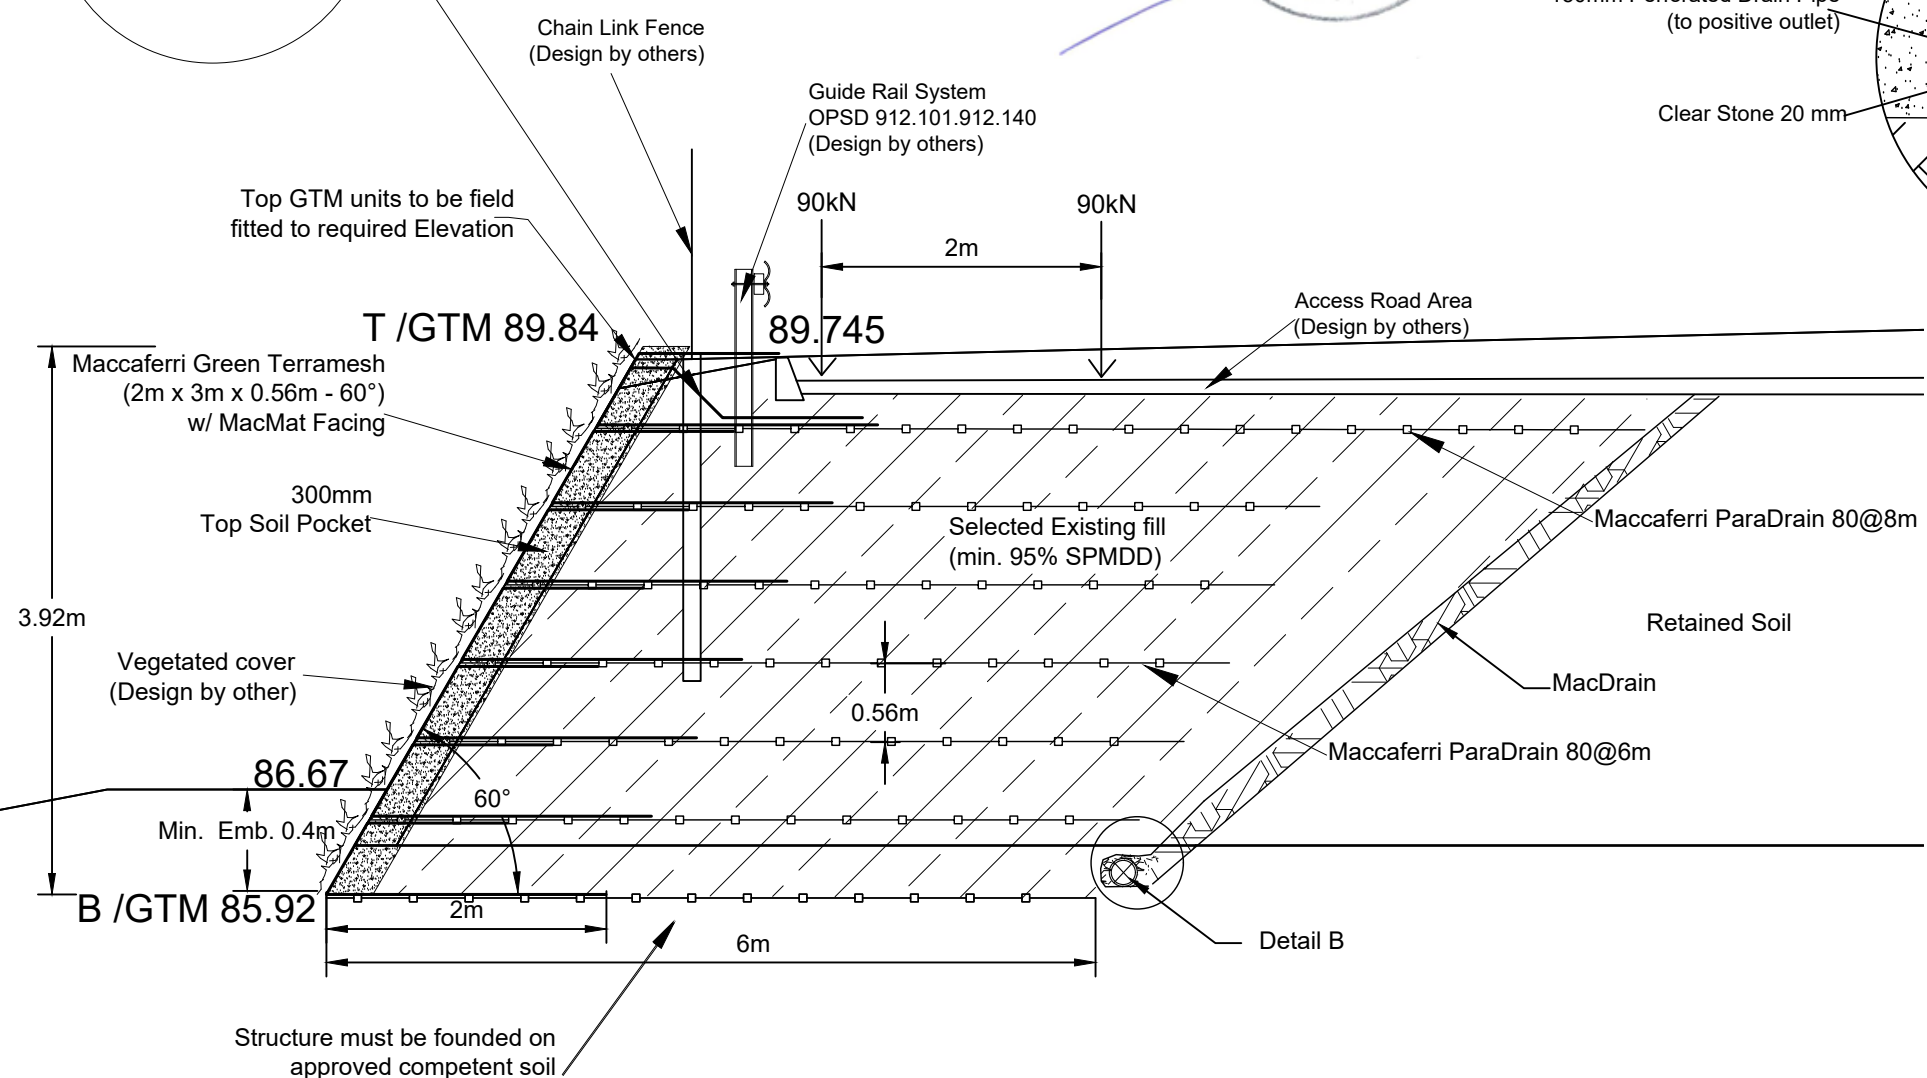 Chain Link Fence
(Design by others)
Guide Rail System
OPSD 912.101.912.140
(Design by others)
(to positive outlet)
Clear Stone 20 mm
Top GTM units to be field
fitted to required Elevation
90kN
90kN
2m
Access Road Area
(Design by others)
T /GTM 89.84
89.745
Maccaferri Green Terramesh
(2m x 3m x 0.56m - 60°)
w/ MacMat Facing
300mm
Top Soil Pocket
Selected Existing fill
(min. 95% SPMDD)
Maccaferri ParaDrain 80@8m
3.92m
Retained Soil
Vegetated cover
(Design by other)
MacDrain
0.56m
Maccaferri ParaDrain 80@6m
86.67
60°
Min. Emb. 0.4m
B /GTM 85.92
2m
6m
Detail B
Structure must be founded on
approved competent soil